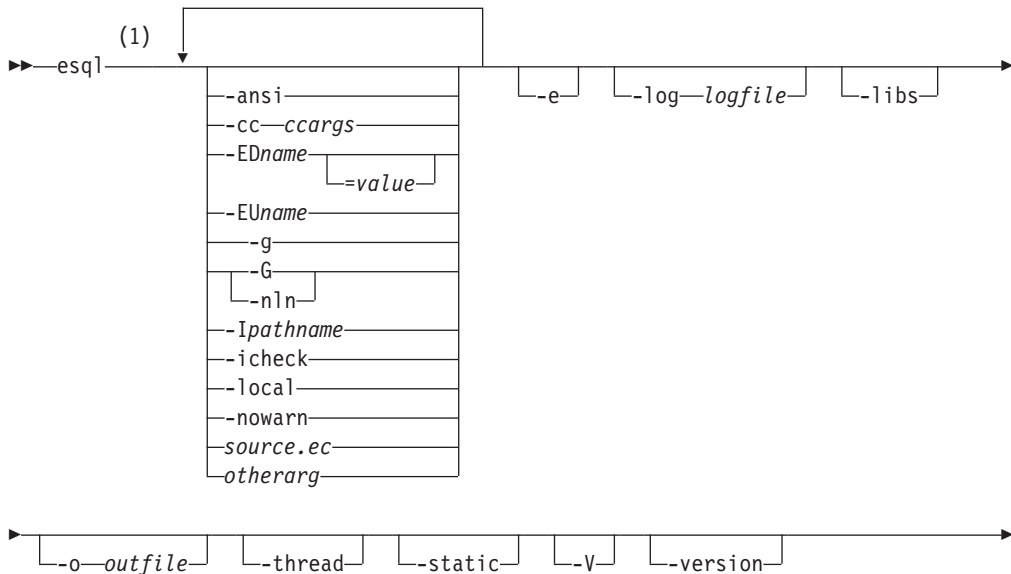 (1)
esql
-ansi
-cc ccargs
-EDname
=value
-EUname
-g
-G
-nln
-Ipathname
-icheck
-local
-nowarn
source.ec
otherarg
-e
-log logfile
-libs
-o outfile
-thread
-static
-V
-version